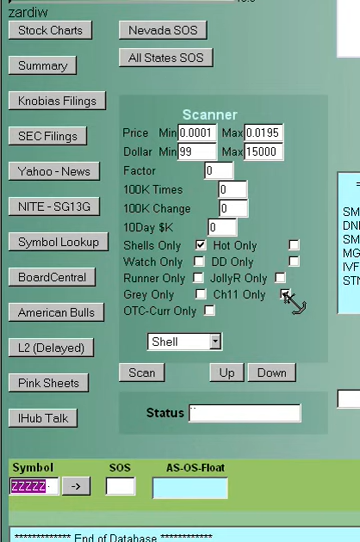 zardiw
Stock Charts Nevada SOS
Summary All States SOS
Knobias Filings
Scanner
SEC Filings Price Min 0.0001 Max 0.0195
Dollar Min 99 Max 15000
Yahoo - News Factor 0
100K Times 0
NITE - SG13G 100K Change 0
10Day $K 0
Symbol Lookup Shells Only Hot Only
Watch Only DD Only
BoardCentral Runner Only JollyR Only
Grey Only Ch11 Only
American Bulls OTC-Curr Only
L2 (Delayed) Shell
Pink Sheets Scan Up Down
IHub Talk Status
SM
DNI
SM
MG
IVF
STN
Symbol SOS AS-OS-Float
ZZZZZ ->
************ End of Database ************